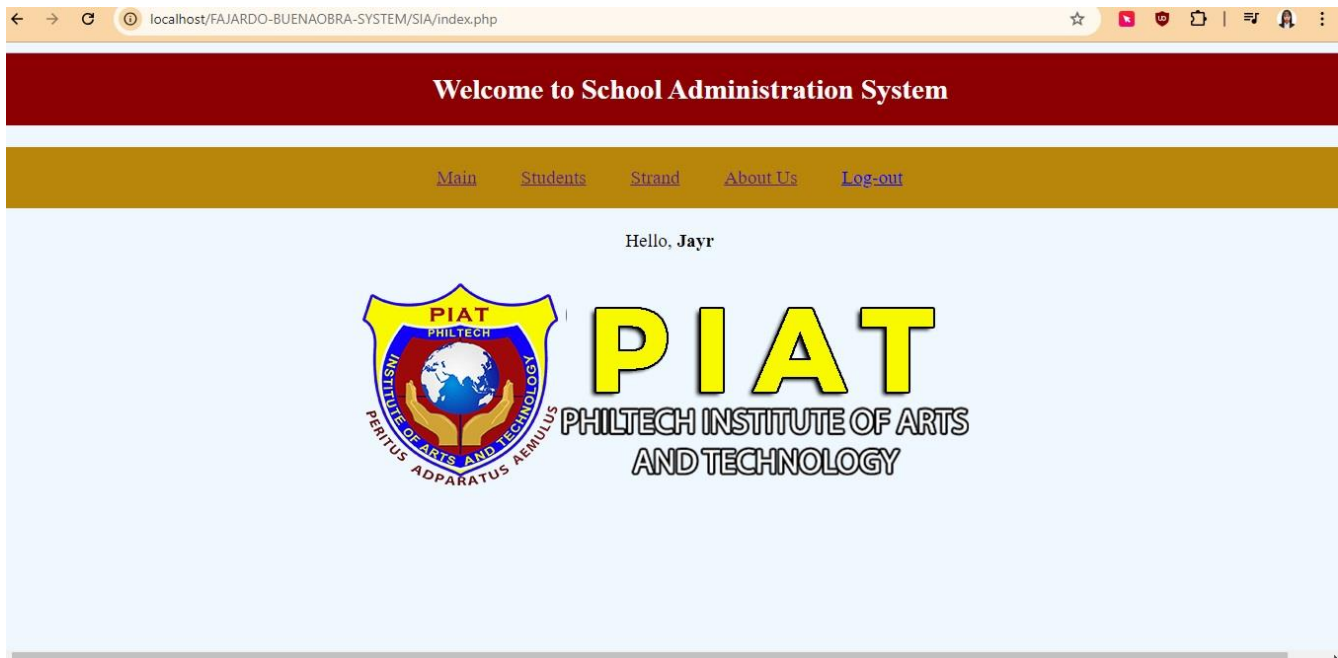 localhost/FAJARDO-BUENAOBRA-SYSTEM/SIA/index.php
Welcome to School Administration System
Main Students Strand About Us Log-out
Hello, Jayr
PIAT
PHILTECH
INSTITUTE OF ARTS AND TECHNOLOGY
PERITUS ADPARATUS AEMULUS
PIAT
PHILTECH INSTITUTE OF ARTS
AND TECHNOLOGY